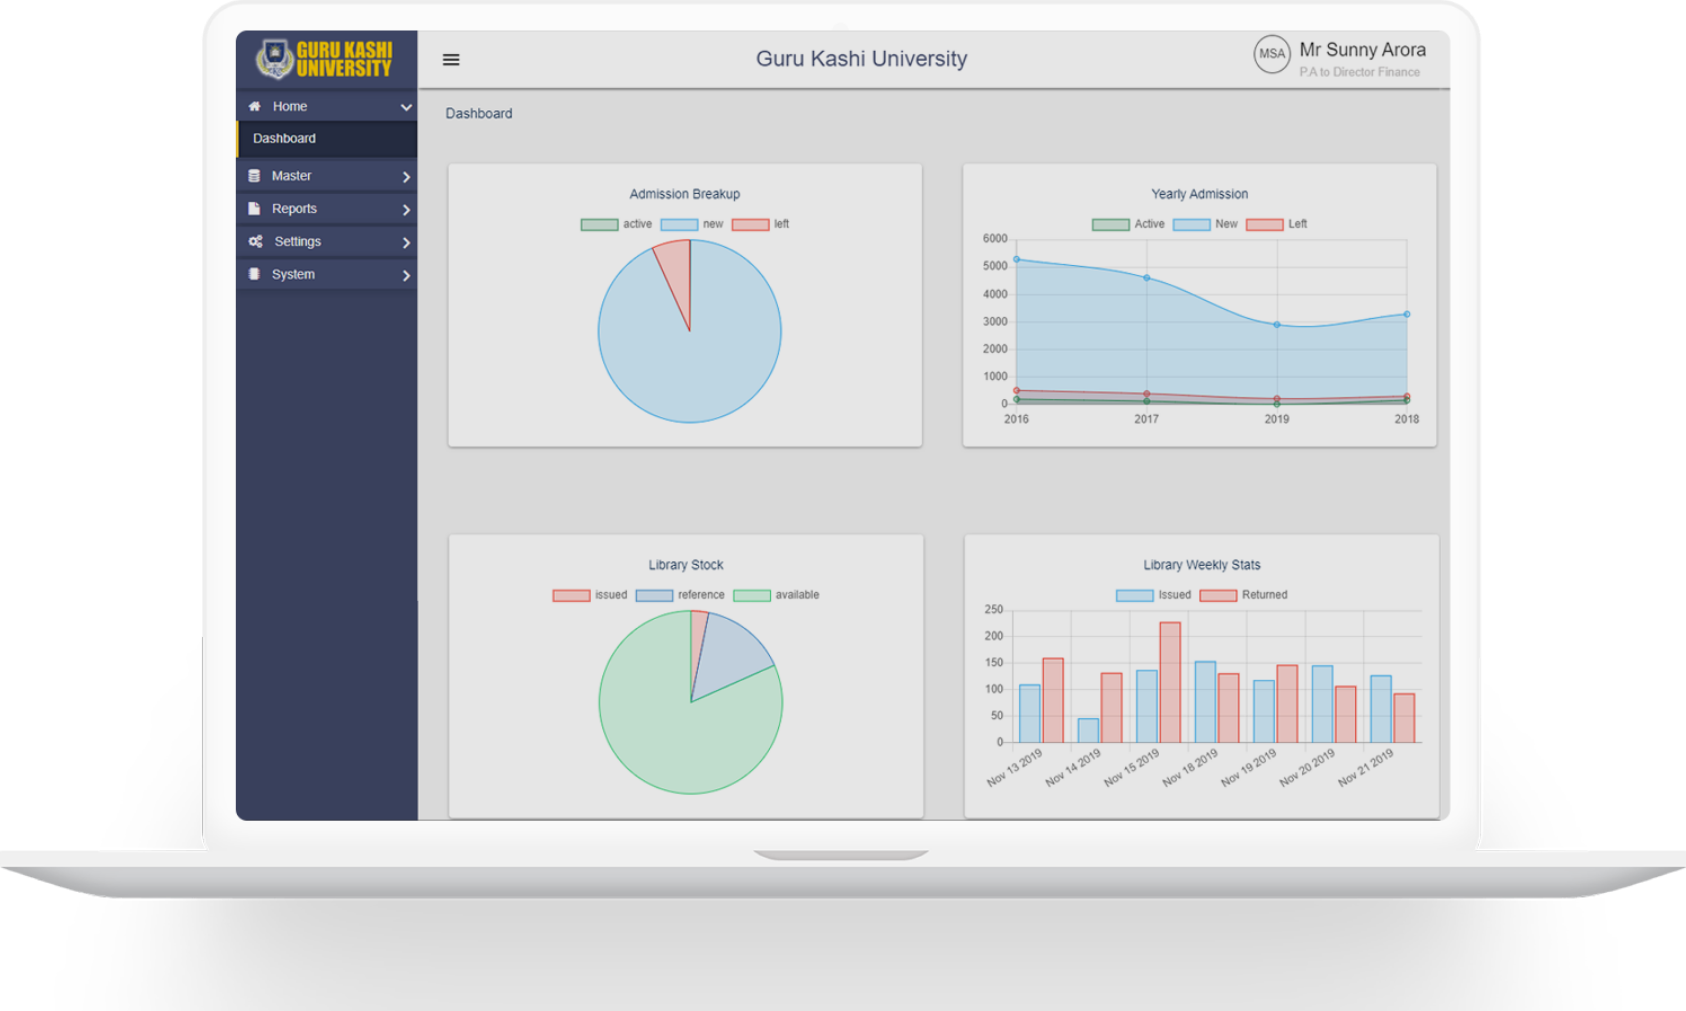 GURU KASHI
UNIVERSITY
Guru Kashi University
MSA
Mr Sunny Arora
P.A to Director Finance
Home
Dashboard
Master
Reports
Settings
System
Dashboard
Admission Breakup
active new left
Yearly Admission
Active New Left
6000
5000
4000
3000
2000
1000
0
2016 2017 2019 2018
Library Stock
issued reference available
Library Weekly Stats
Issued Returned
250
200
150
100
50
0
Nov 13 2019 Nov 14 2019 Nov 15 2019 Nov 18 2019 Nov 19 2019 Nov 20 2019 Nov 21 2019